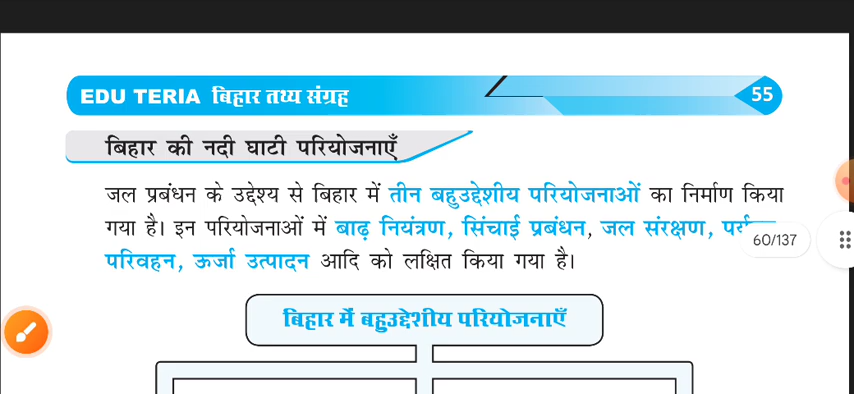 EDU TERIA बिहार तथ्य संग्रह 55
बिहार की नदी घाटी परियोजनाएँ
जल प्रबंधन के उद्देश्य से बिहार में तीन बहुउद्देशीय परियोजनाओं का निर्माण किया
गया है। इन परियोजनाओं में बाढ़ नियंत्रण, सिंचाई प्रबंधन, जल संरक्षण,
60/137
परिवहन, ऊर्जा उत्पादन आदि को लक्षित किया गया है।
बिहार में बहुउद्देशीय परियोजनाएँ